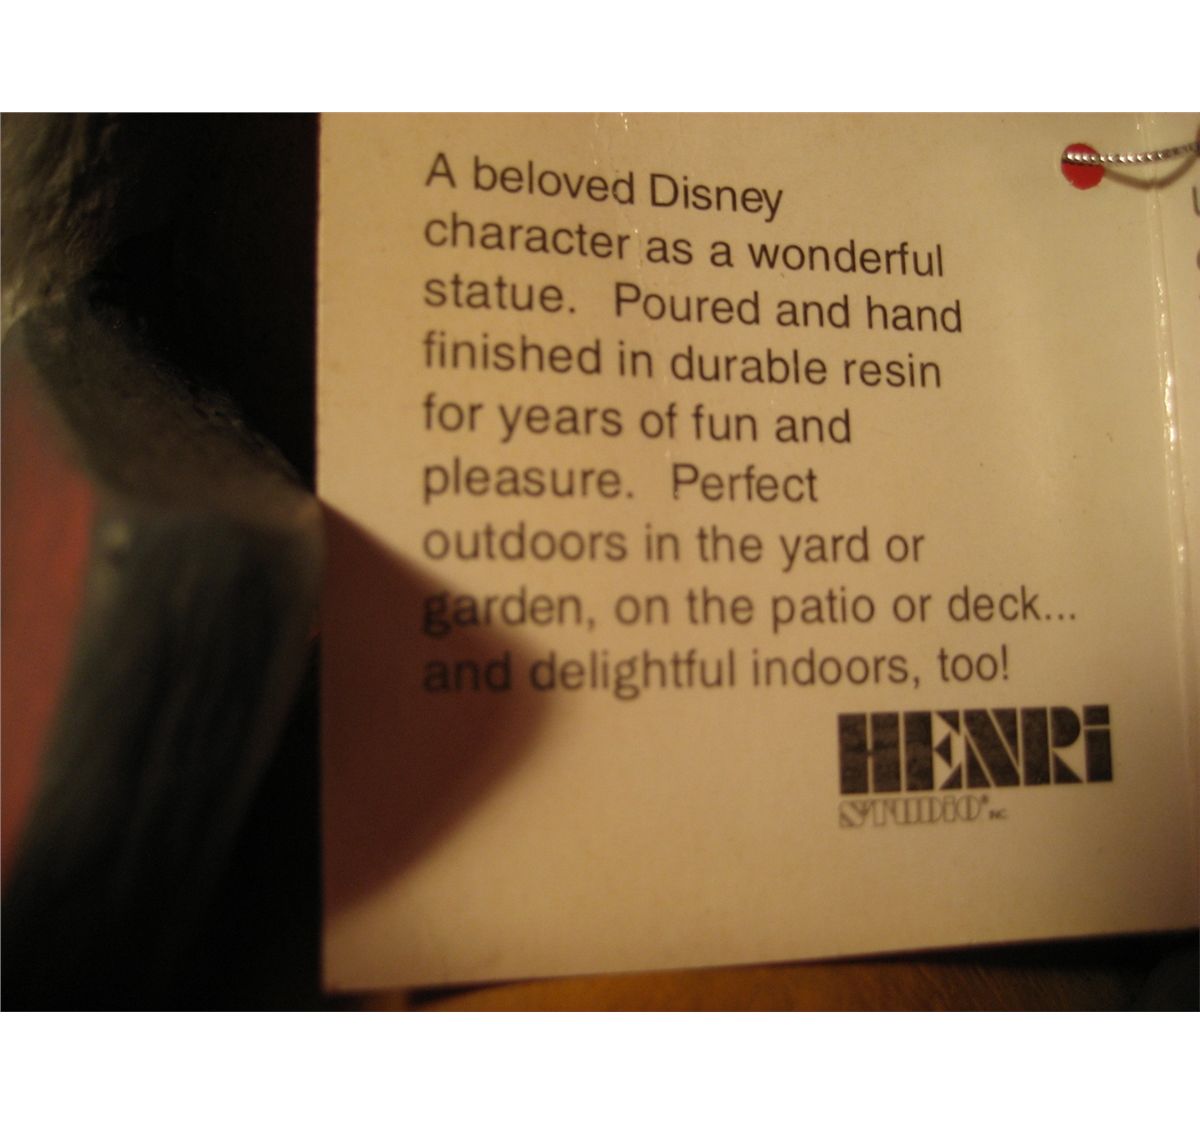 A beloved Disney
character as a wonderful
statue.  Poured and hand
finished in durable resin
for years of fun and
pleasure.  Perfect
outdoors in the yard or
garden, on the patio or deck...
and delightful indoors, too!
HENRi
STUDiO® INC.